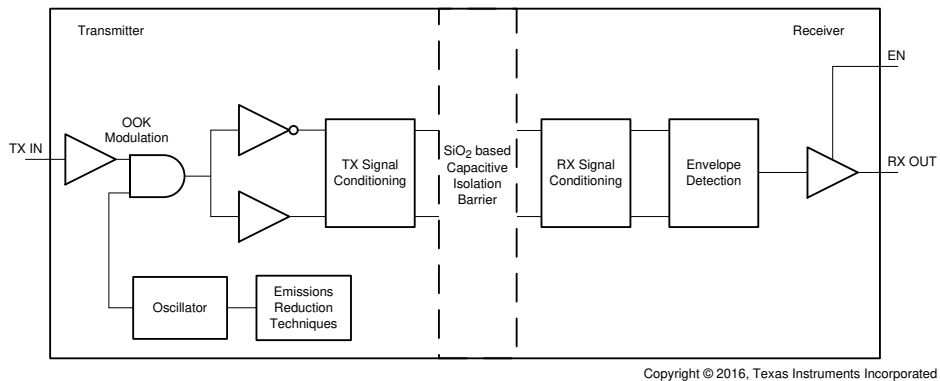 Transmitter
Receiver
EN
OOK
Modulation
TX IN
TX Signal
Conditioning
SiO2 based
Capacitive
Isolation
Barrier
RX Signal
Conditioning
Envelope
Detection
RX OUT
Oscillator
Emissions
Reduction
Techniques
Copyright © 2016, Texas Instruments Incorporated